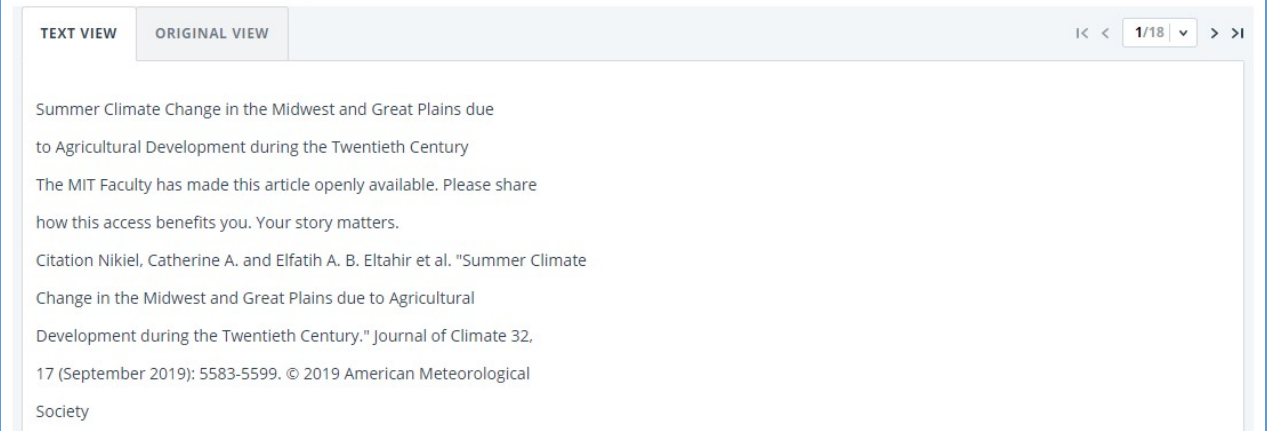 TEXT VIEW
ORIGINAL VIEW
1/18
Summer Climate Change in the Midwest and Great Plains due
to Agricultural Development during the Twentieth Century
The MIT Faculty has made this article openly available. Please share
how this access benefits you. Your story matters.
Citation Nikiel, Catherine A. and Elfatih A. B. Eltahir et al. "Summer Climate
Change in the Midwest and Great Plains due to Agricultural
Development during the Twentieth Century." Journal of Climate 32,
17 (September 2019): 5583-5599. © 2019 American Meteorological
Society